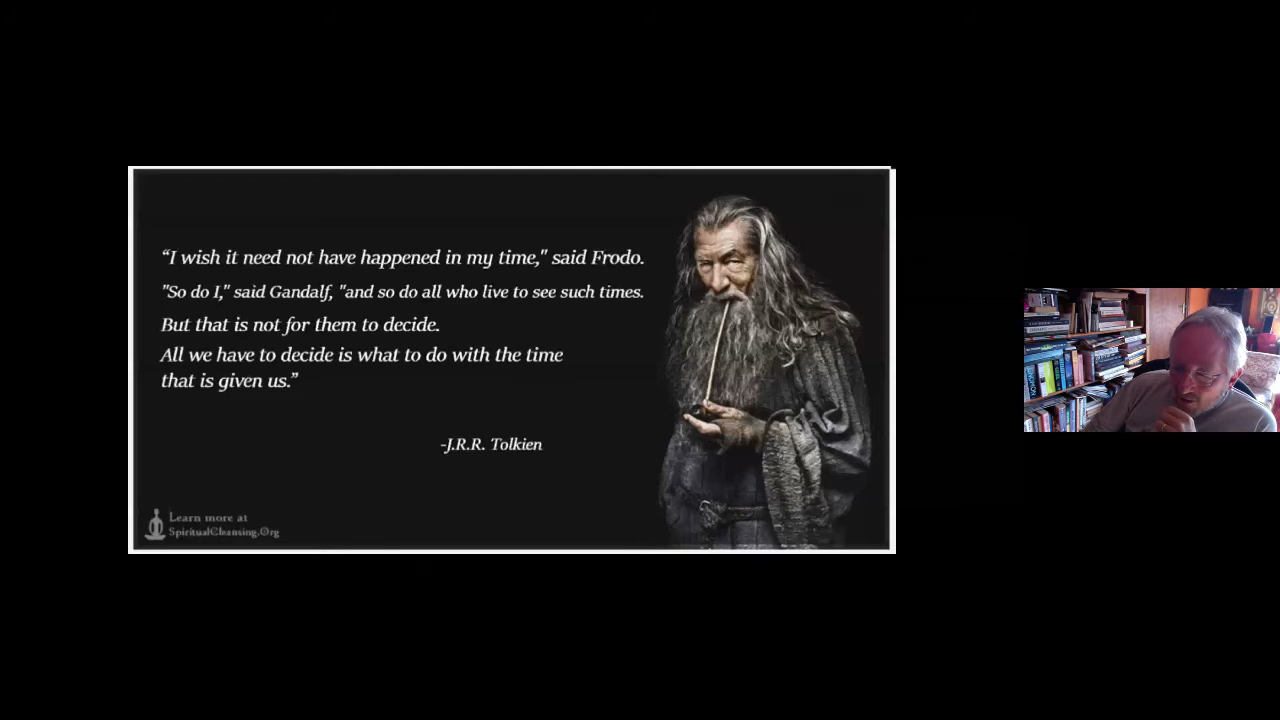 “I wish it need not have happened in my time," said Frodo.
"So do I," said Gandalf, "and so do all who live to see such times.
But that is not for them to decide.
All we have to decide is what to do with the time
that is given us.”
-J.R.R. Tolkien
Learn more at
SpiritualCleansing.Org